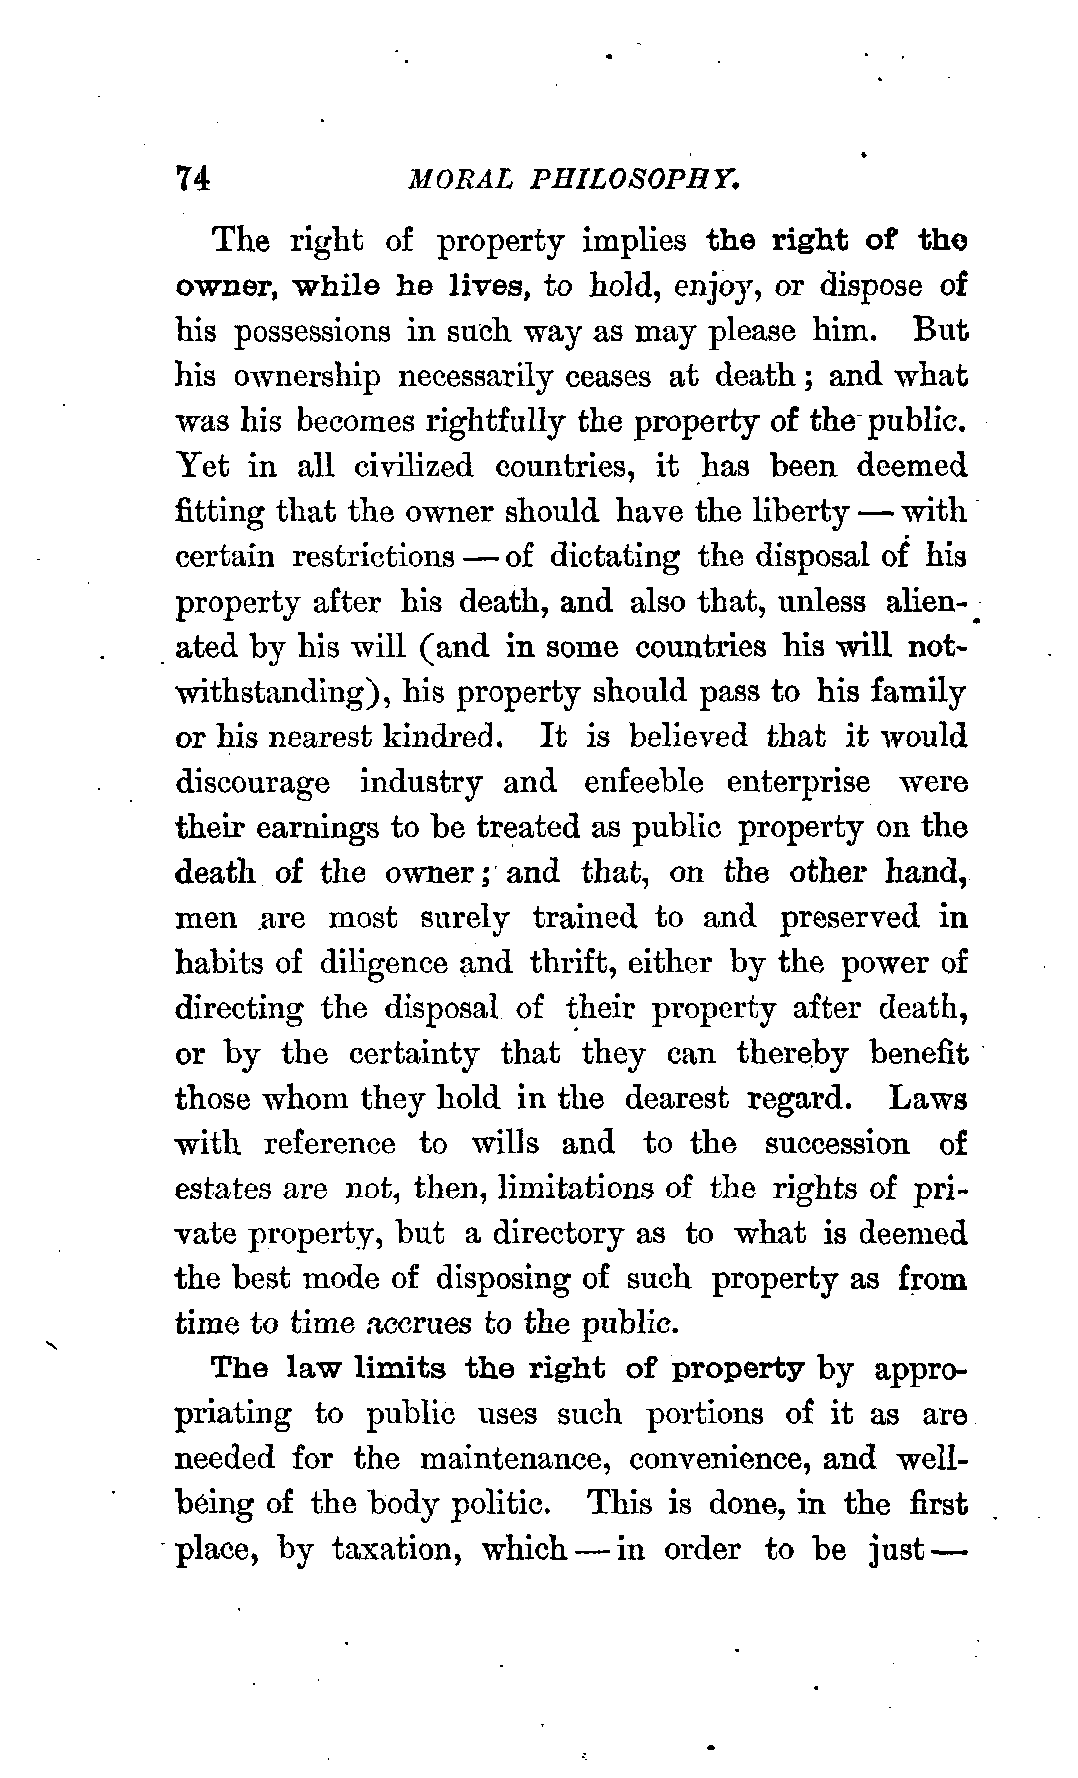 74 MORAL PHILOSOPHY.
The right of property implies the right of the
owner, while he lives, to hold, enjoy, or dispose of
his possessions in such way as may please him. But
his ownership necessarily ceases at death; and what
was his becomes rightfully the property of the public.
Yet in all civilized countries, it has been deemed
fitting that the owner should have the liberty — with
certain restrictions — of dictating the disposal of his
property after his death, and also that, unless alien-
ated by his will (and in some countries his will not-
withstanding), his property should pass to his family
or his nearest kindred. It is believed that it would
discourage industry and enfeeble enterprise were
their earnings to be treated as public property on the
death of the owner; and that, on the other hand,
men are most surely trained to and preserved in
habits of diligence and thrift, either by the power of
directing the disposal of their property after death,
or by the certainty that they can thereby benefit
those whom they hold in the dearest regard. Laws
with reference to wills and to the succession of
estates are not, then, limitations of the rights of pri-
vate property, but a directory as to what is deemed
the best mode of disposing of such property as from
time to time accrues to the public.
The law limits the right of property by appro-
priating to public uses such portions of it as are
needed for the maintenance, convenience, and well-
being of the body politic. This is done, in the first
place, by taxation, which — in order to be just —